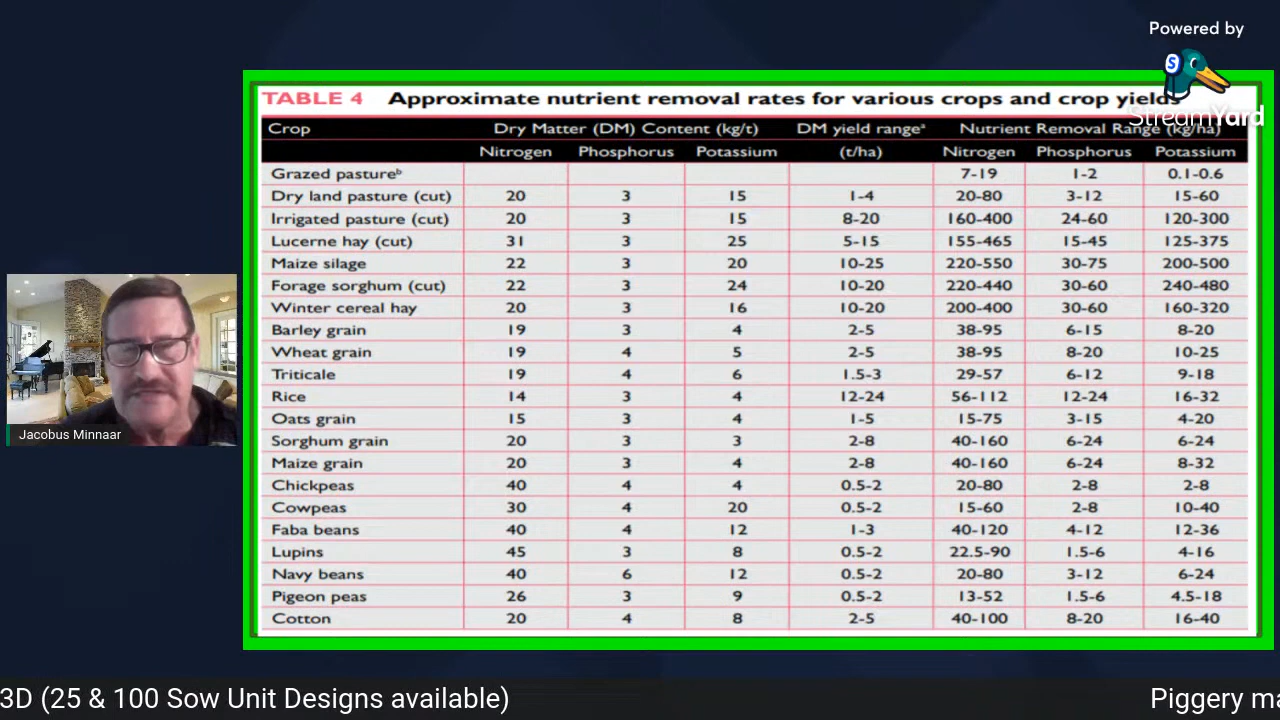 Powered by
S
StreamYard
TABLE 4 Approximate nutrient removal rates for various crops and crop yields
Crop Dry Matter (DM) Content (kg/t) DM yield rangeᵃ Nutrient Removal Range (kg/ha)
Nitrogen Phosphorus Potassium (t/ha) Nitrogen Phosphorus Potassium
Grazed pastureᵇ 7-19 1-2 0.1-0.6
Dry land pasture (cut) 20 3 15 1-4 20-80 3-12 15-60
Irrigated pasture (cut) 20 3 15 8-20 160-400 24-60 120-300
Lucerne hay (cut) 31 3 25 5-15 155-465 15-45 125-375
Maize silage 22 3 20 10-25 220-550 30-75 200-500
Forage sorghum (cut) 22 3 24 10-20 220-440 30-60 240-480
Winter cereal hay 20 3 16 10-20 200-400 30-60 160-320
Barley grain 19 3 4 2-5 38-95 6-15 8-20
Wheat grain 19 4 5 2-5 38-95 8-20 10-25
Triticale 19 4 6 1.5-3 29-57 6-12 9-18
Rice 14 3 4 12-24 56-112 12-24 16-32
Oats grain 15 3 4 1-5 15-75 3-15 4-20
Sorghum grain 20 3 3 2-8 40-160 6-24 6-24
Maize grain 20 3 4 2-8 40-160 6-24 8-32
Chickpeas 40 4 4 0.5-2 20-80 2-8 2-8
Cowpeas 30 4 20 0.5-2 15-60 2-8 10-40
Faba beans 40 4 12 1-3 40-120 4-12 12-36
Lupins 45 3 8 0.5-2 22.5-90 1.5-6 4-16
Navy beans 40 6 12 0.5-2 20-80 3-12 6-24
Pigeon peas 26 3 9 0.5-2 13-52 1.5-6 4.5-18
Cotton 20 4 8 2-5 40-100 8-20 16-40
Jacobus Minnaar
3D (25 & 100 Sow Unit Designs available) Piggery